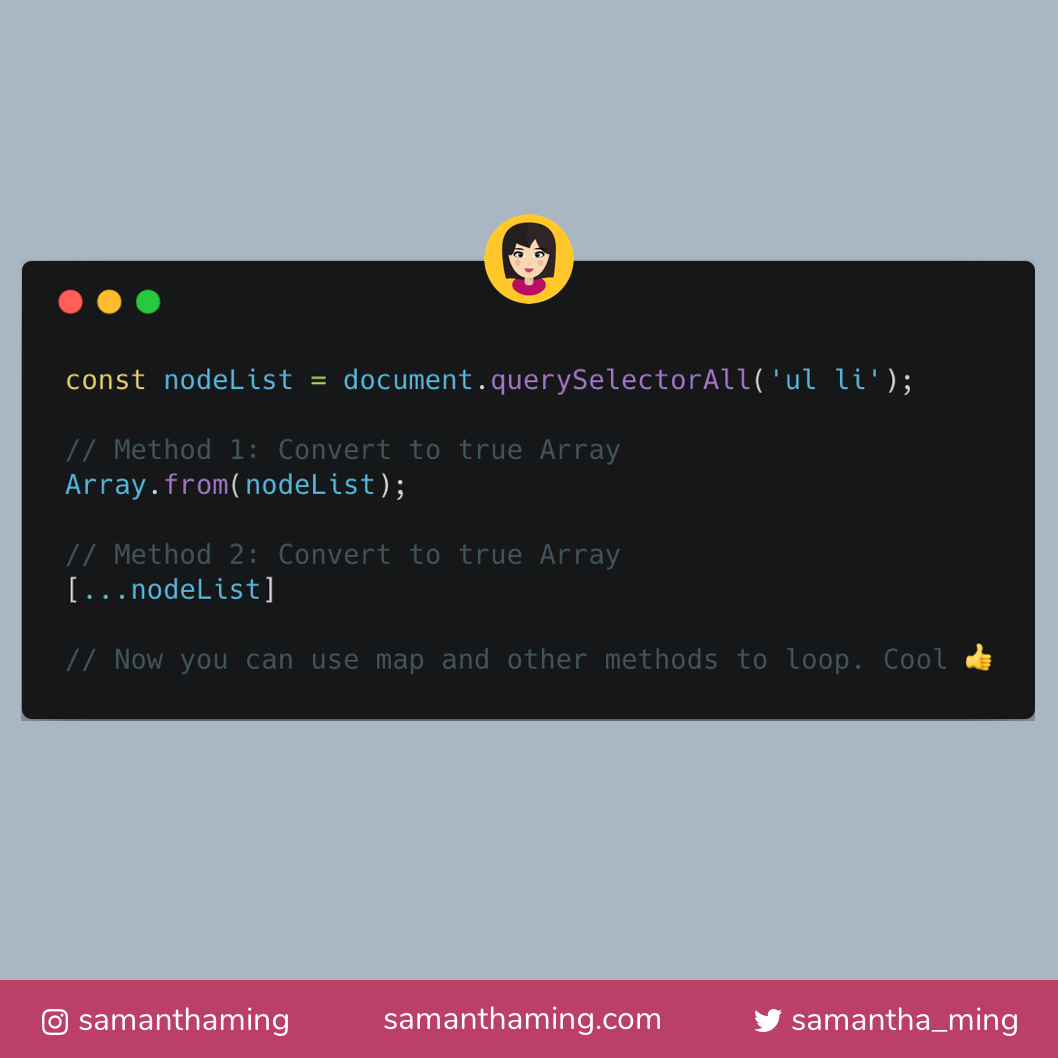 const nodeList = document.querySelectorAll('ul li');
// Method 1: Convert to true Array
Array.from(nodeList);
// Method 2: Convert to true Array
[...nodeList]
// Now you can use map and other methods to loop. Cool 👍
samanthaming
samanthaming.com
samantha_ming